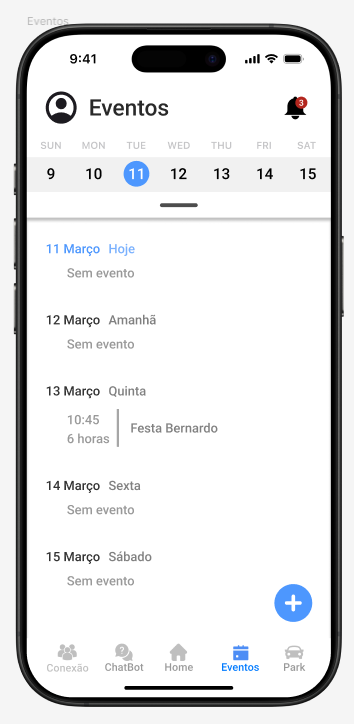 Eventos
9:41
Eventos
3
SUN MON TUE WED THU FRI SAT
9 10 11 12 13 14 15
11 Março Hoje
Sem evento
12 Março Amanhã
Sem evento
13 Março Quinta
10:45
6 horas
Festa Bernardo
14 Março Sexta
Sem evento
15 Março Sábado
Sem evento
+
?
Conexão ChatBot Home Eventos Park